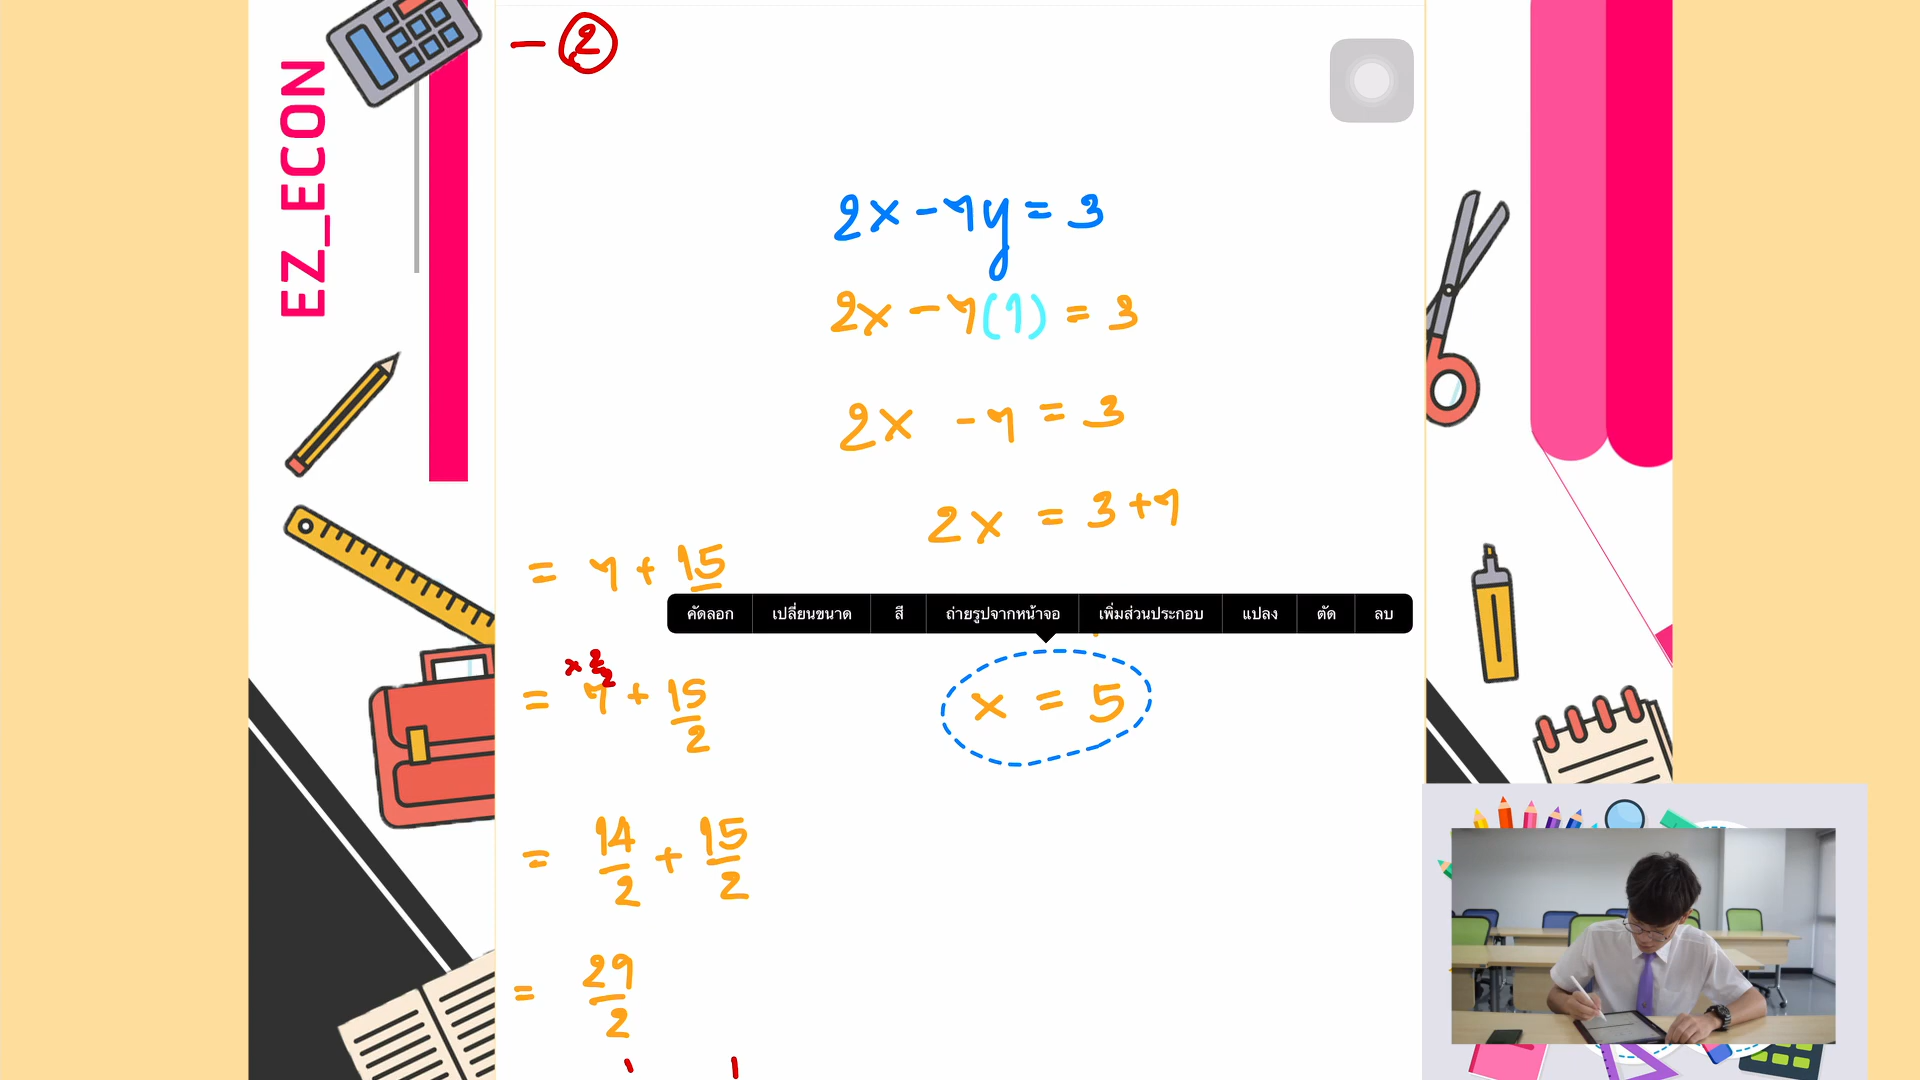 EZ_ECON
- 2
= 7 + 15
×2
2
= 7 + 15
2
= 14 + 15
2 2
= 29
2
2x - 7y = 3
2x - 7(1) = 3
2x - 7 = 3
2x = 3 + 7
คัดลอก เปลี่ยนขนาด สี ถ่ายรูปจากหน้าจอ เพิ่มส่วนประกอบ แปลง ตัด ลบ
x = 5